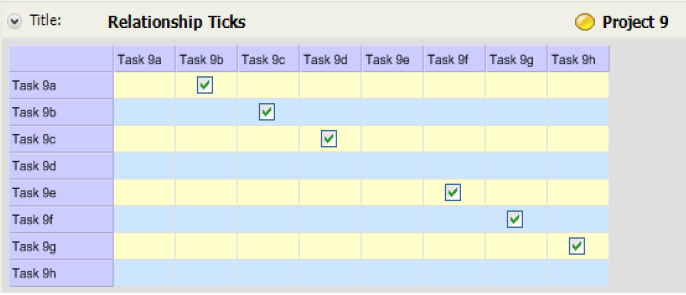 Title: Relationship Ticks Project 9
Task 9a Task 9b Task 9c Task 9d Task 9e Task 9f Task 9g Task 9h
Task 9a
Task 9b
Task 9c
Task 9d
Task 9e
Task 9f
Task 9g
Task 9h